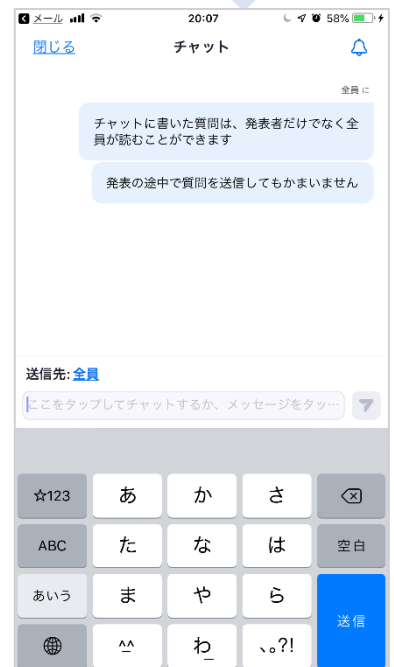 メール 20:07 58%
閉じる チャット
全員 に
チャットに書いた質問は、発表者だけでなく全
員が読むことができます
発表の途中で質問を送信してもかまいません
送信先: 全員
ここをタップしてチャットするか、メッセージをタッ…
☆123 あ か さ
ABC た な は 空白
あいう ま や ら
送信
^^ わ 、。?!